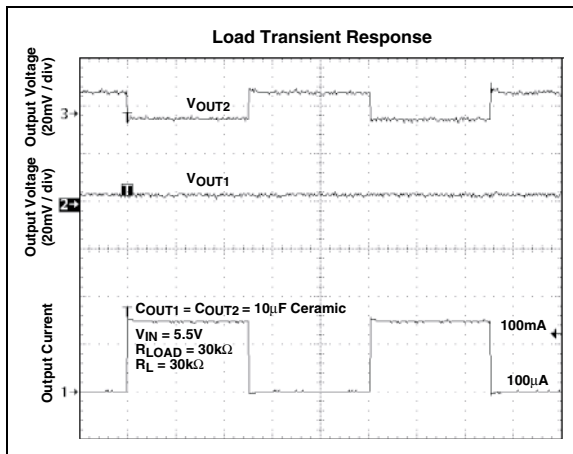 Load Transient Response
Output Voltage
(20mV / div)
3
VOUT2
Output Voltage
(20mV / div)
T
2
VOUT1
Output Current
T
COUT1 = COUT2 = 10µF Ceramic
VIN = 5.5V
RLOAD = 30kΩ
RL = 30kΩ
100mA
1
100µA